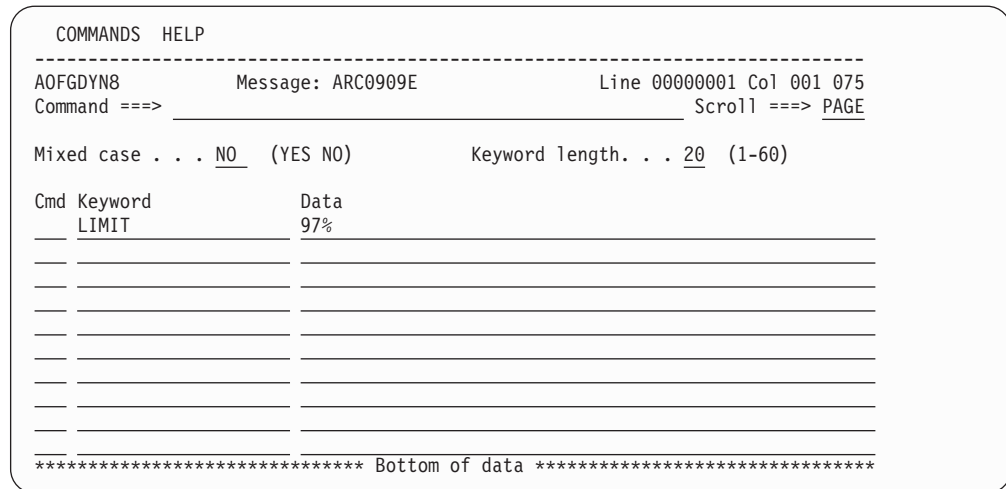 COMMANDS HELP
------------------------------------------------------------------------------
AOFGDYN8 Message: ARC0909E Line 00000001 Col 001 075
Command ===> Scroll ===> PAGE
Mixed case . . . NO (YES NO) Keyword length. . . 20 (1-60)
Cmd Keyword Data
LIMIT 97%
******************************* Bottom of data ********************************